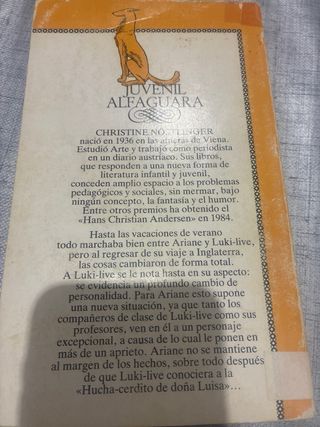 JUVENIL
ALFAGUARA
CHRISTINE NÖSTLINGER
nació en 1936 en las afueras de Viena.
Estudió Arte y trabajó como periodista
en un diario austríaco. Sus libros,
que responden a una nueva forma de
literatura infantil y juvenil,
conceden amplio espacio a los problemas
pedagógicos y sociales, sin mermar, bajo
ningún concepto, la fantasía y el humor.
Entre otros premios ha obtenido el
«Hans Christian Andersen» en 1984.
Hasta las vacaciones de verano
todo marchaba bien entre Ariane y Luki-live,
pero al regresar de su viaje a Inglaterra,
las cosas cambiaron de forma total.
A Luki-live se le nota hasta en su aspecto:
se evidencia un profundo cambio de
personalidad. Para Ariane esto supone
una nueva situación, ya que tanto los
compañeros de clase de Luki-live como sus
profesores, ven en él a un personaje
excepcional, a causa de lo cual le ponen en
más de un aprieto. Ariane no se mantiene
al margen de los hechos, sobre todo después
de que Luki-live conociera a la
«Hucha-cerdito de doña Luisa»...